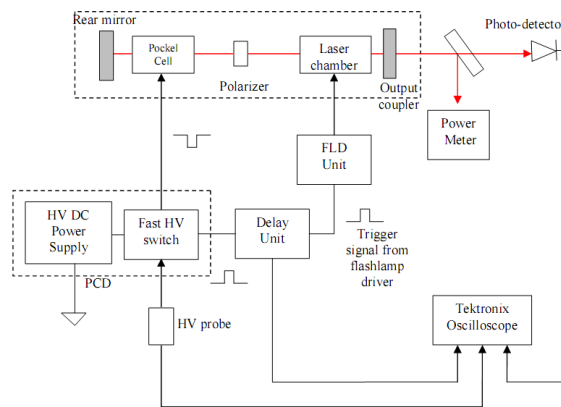 Rear mirror
Pockel
Cell
Polarizer
Laser
chamber
Output
coupler
Photo-detector
Power
Meter
FLD
Unit
HV DC
Power
Supply
Fast HV
switch
Delay
Unit
Trigger
signal from
flashlamp
driver
PCD
HV probe
Tektronix
Oscilloscope